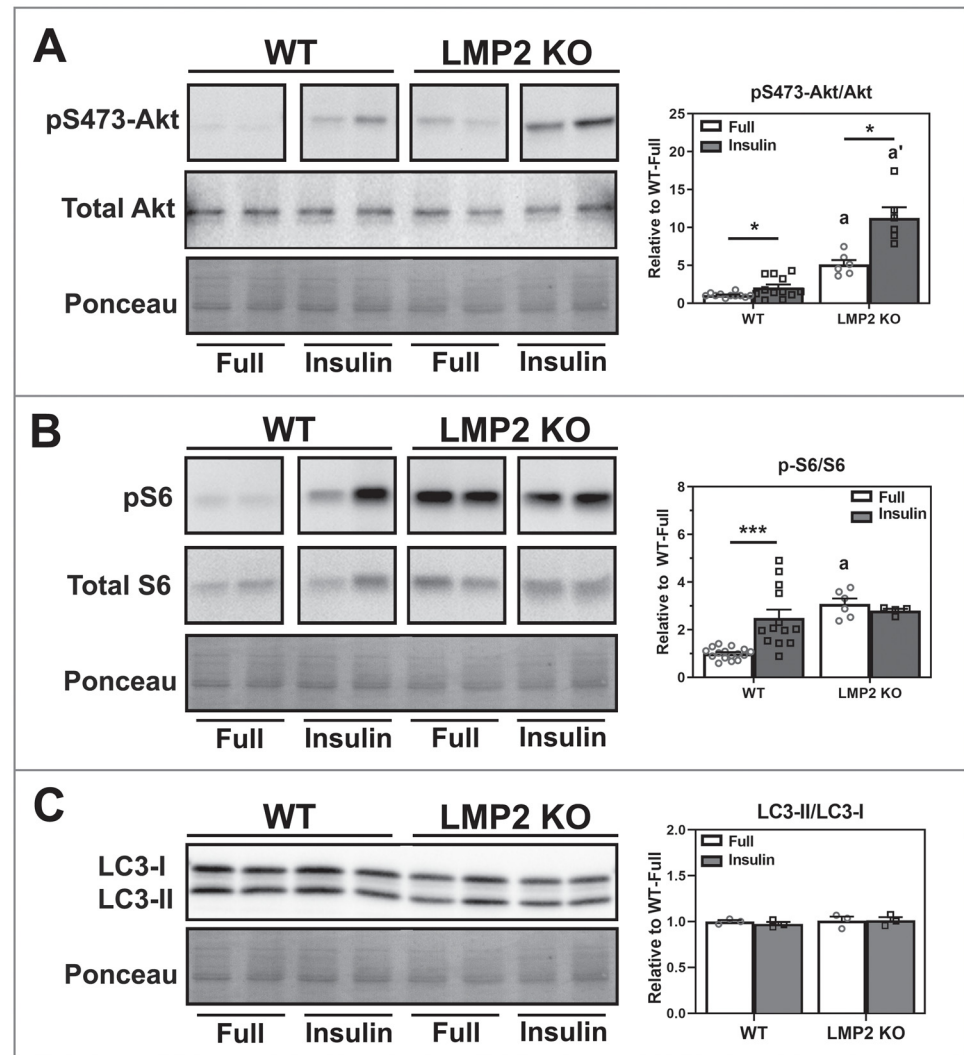 A
WT LMP2 KO
pS473-Akt
Total Akt
Ponceau
Full Insulin Full Insulin
pS473-Akt/Akt
Relative to WT-Full
25
20
15
10
5
0
Full
Insulin
*
*
a
a'
WT LMP2 KO
B
WT LMP2 KO
pS6
Total S6
Ponceau
Full Insulin Full Insulin
p-S6/S6
Relative to WT-Full
8
6
4
2
0
Full
Insulin
***
a
WT LMP2 KO
C
WT LMP2 KO
LC3-I
LC3-II
Ponceau
Full Insulin Full Insulin
LC3-II/LC3-I
Relative to WT-Full
2.0
1.5
1.0
0.5
0.0
Full
Insulin
WT LMP2 KO